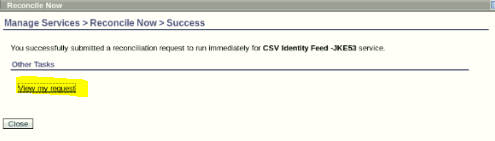 Reconcile Now
Manage Services > Reconcile Now > Success
You successfully submitted a reconciliation request to run immediately for CSV Identity Feed -JKE53 service.
Other Tasks
View my request
Close